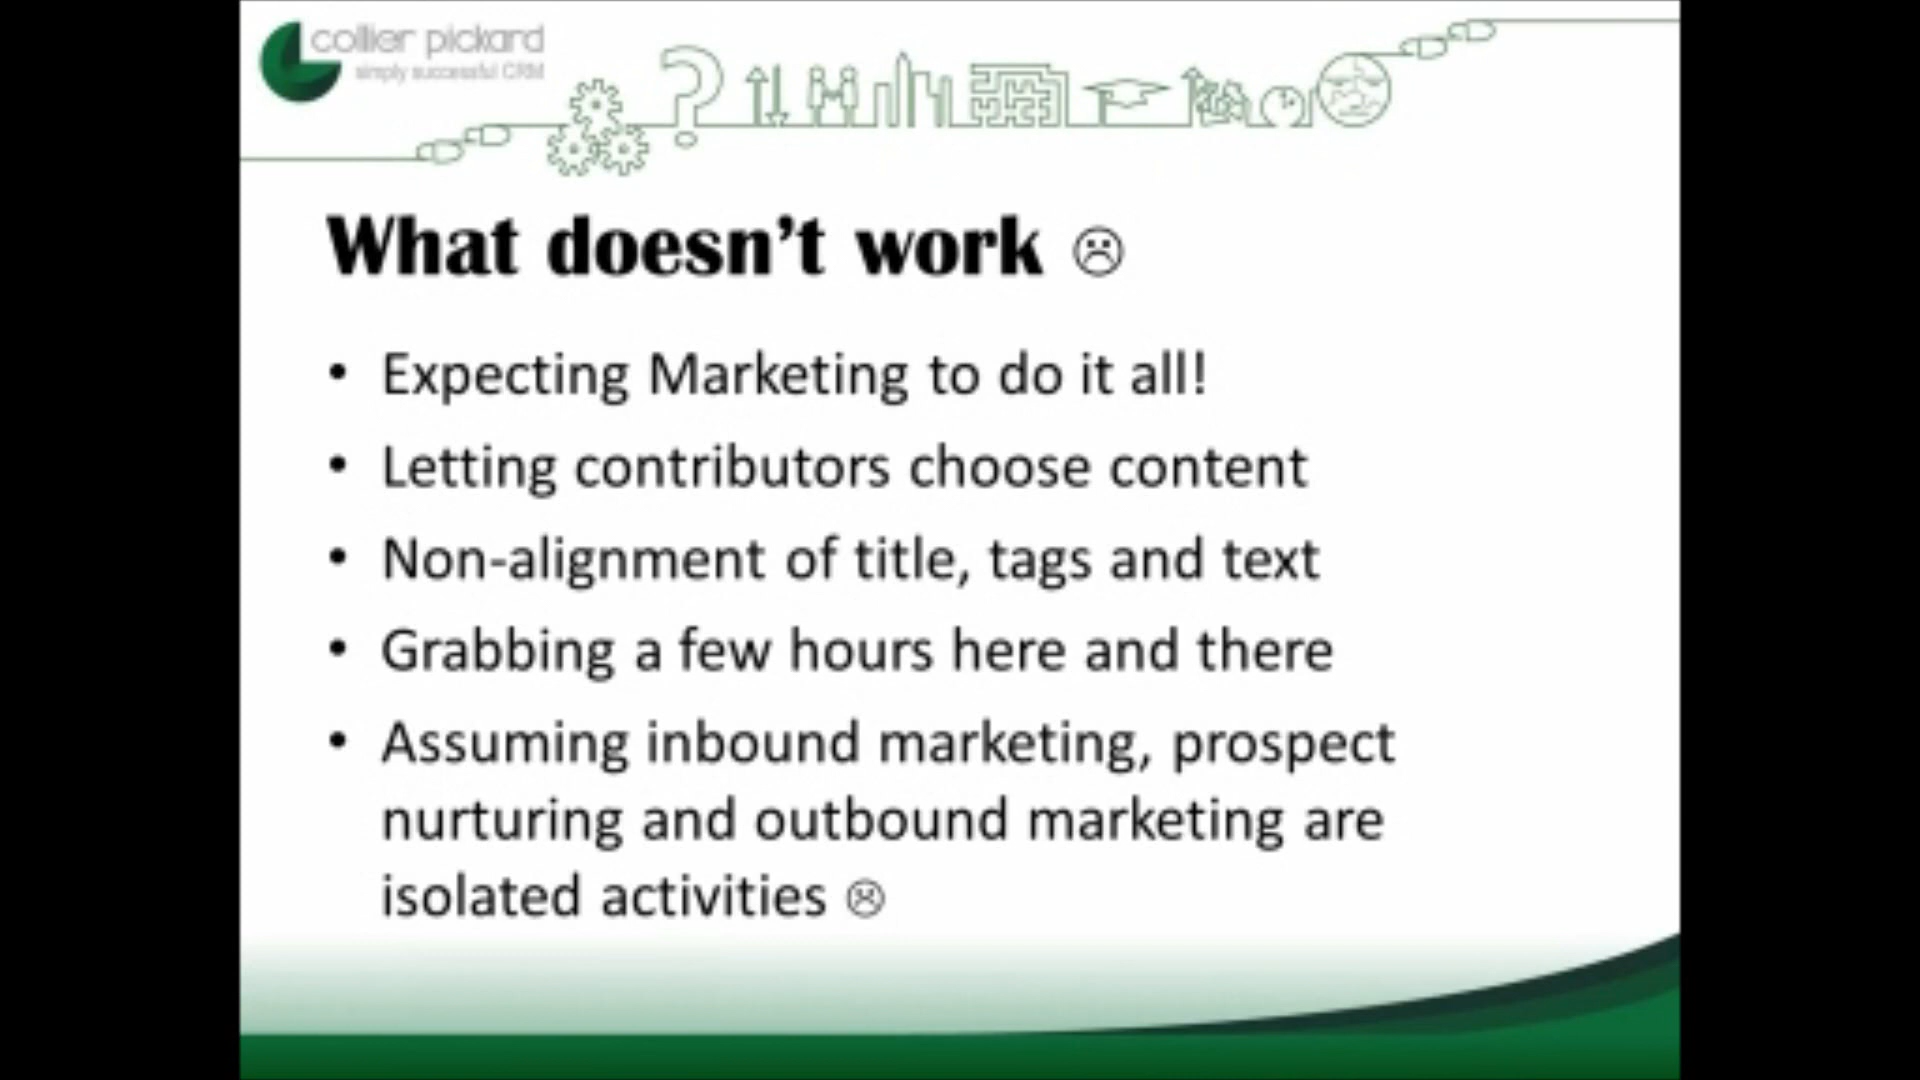 collier pickard
simply successful CRM
What doesn't work ☹
• Expecting Marketing to do it all!
• Letting contributors choose content
• Non-alignment of title, tags and text
• Grabbing a few hours here and there
• Assuming inbound marketing, prospect
nurturing and outbound marketing are
isolated activities ☹